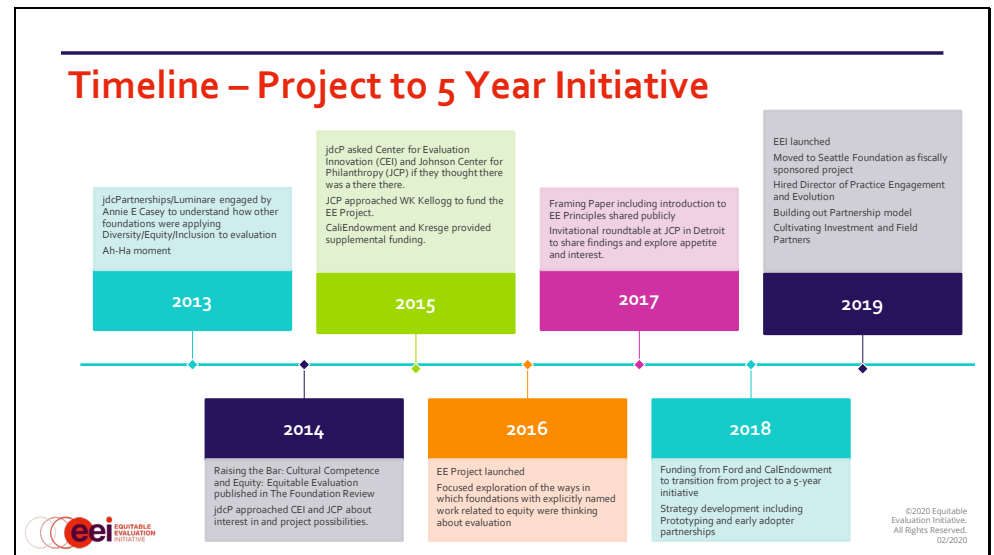 Timeline – Project to 5 Year Initiative
jdcPartnerships/Luminare engaged by
Annie E Casey to understand how other
foundations were applying
Diversity/Equity/Inclusion to evaluation
Ah-Ha moment
2013
Raising the Bar: Cultural Competence
and Equity: Equitable Evaluation
published in The Foundation Review
jdcP approached CEI and JCP about
interest in and project possibilities.
2014
jdcP asked Center for Evaluation
Innovation (CEI) and Johnson Center for
Philanthropy (JCP) if they thought there
was a there there.
JCP approached WK Kellogg to fund the
EE Project.
CaliEndowment and Kresge provided
supplemental funding.
2015
2016
EE Project launched
Focused exploration of the ways in
which foundations with explicitly named
work related to equity were thinking
about evaluation
Framing Paper including introduction to
EE Principles shared publicly
Invitational roundtable at JCP in Detroit
to share findings and explore appetite
and interest.
2017
2018
Funding from Ford and CalEndowment
to transition from project to a 5-year
initiative
Strategy development including
Prototyping and early adopter
partnerships
EEI launched
Moved to Seattle Foundation as fiscally
sponsored project
Hired Director of Practice Engagement
and Evolution
Building out Partnership model
Cultivating Investment and Field
Partners
2019
eei EQUITABLE
EVALUATION
INITIATIVE
©2020 Equitable
Evaluation Initiative.
All Rights Reserved.
02/2020